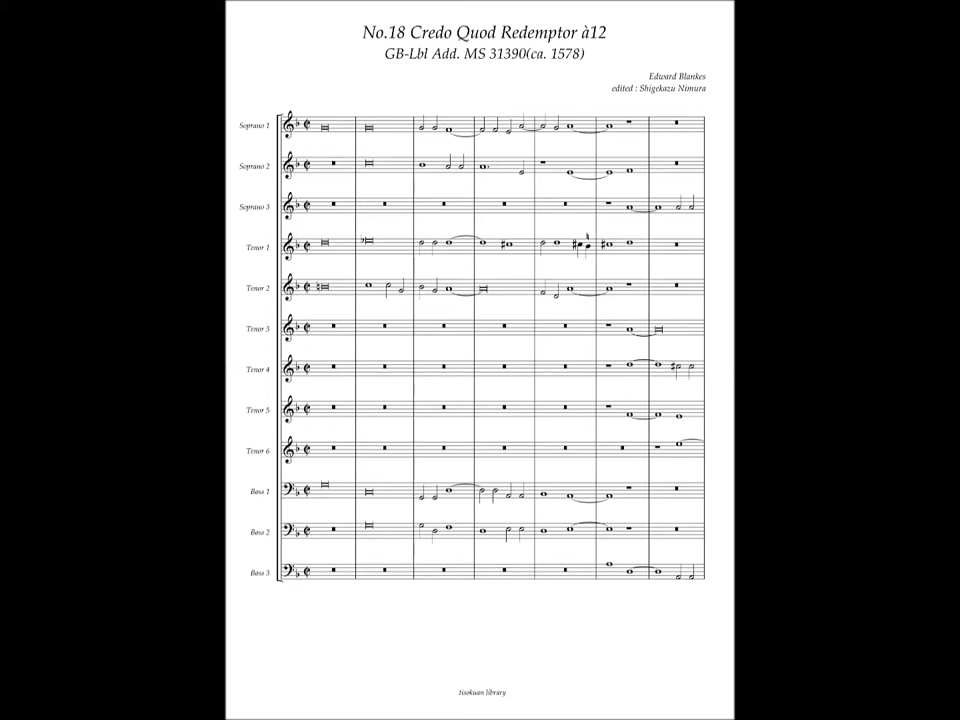 No.18 Credo Quod Redemptor à12
GB-Lbl Add. MS 31390(ca. 1578)
Edward Blankes
edited : Shigekazu Nimura
Soprano 1
Soprano 2
Soprano 3
Tenor 1
Tenor 2
Tenor 3
Tenor 4
Tenor 5
Tenor 6
Bass 1
Bass 2
Bass 3
tisokuan library